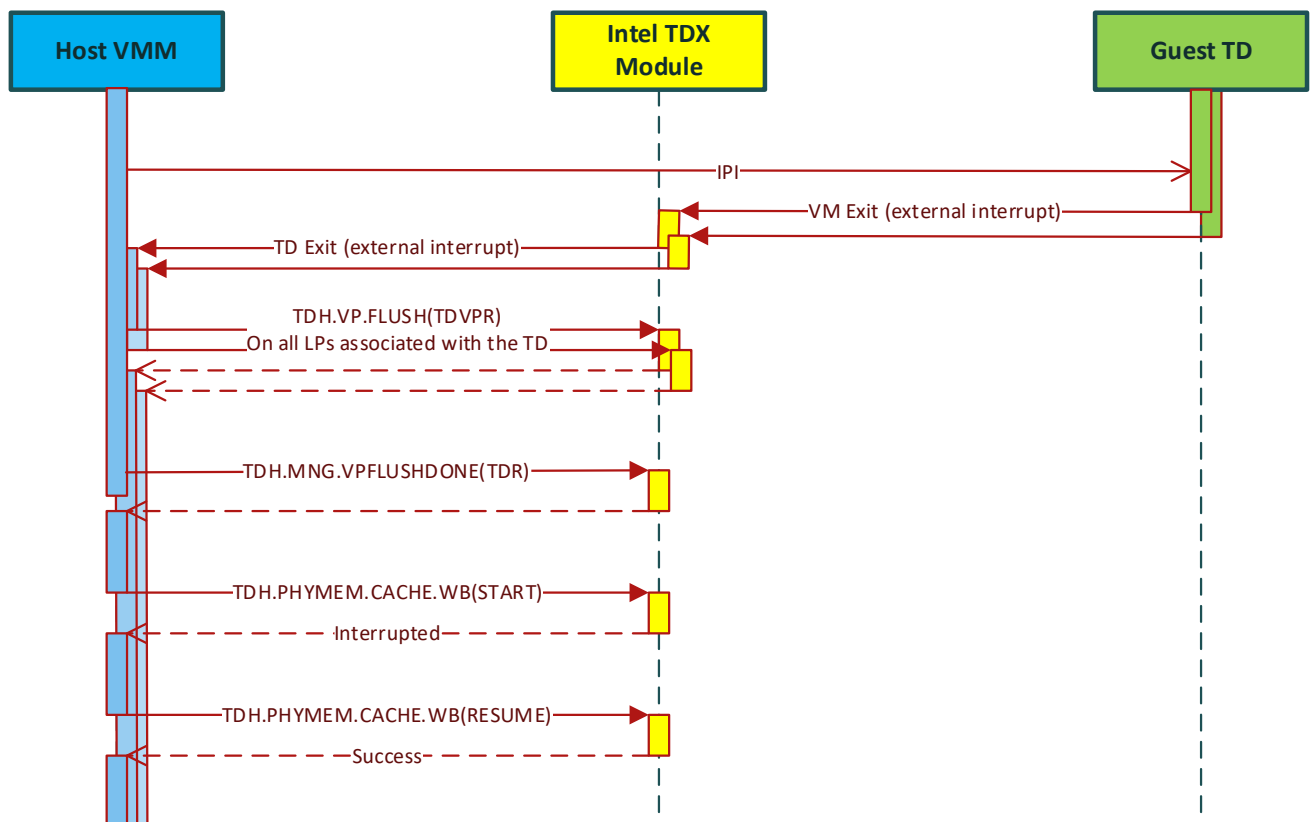 Host VMM
Intel TDX
Module
Guest TD
IPI
VM Exit (external interrupt)
TD Exit (external interrupt)
TDH.VP.FLUSH(TDVPR)
On all LPs associated with the TD
TDH.MNG.VPFLUSHDONE(TDR)
TDH.PHYMEM.CACHE.WB(START)
Interrupted
TDH.PHYMEM.CACHE.WB(RESUME)
Success